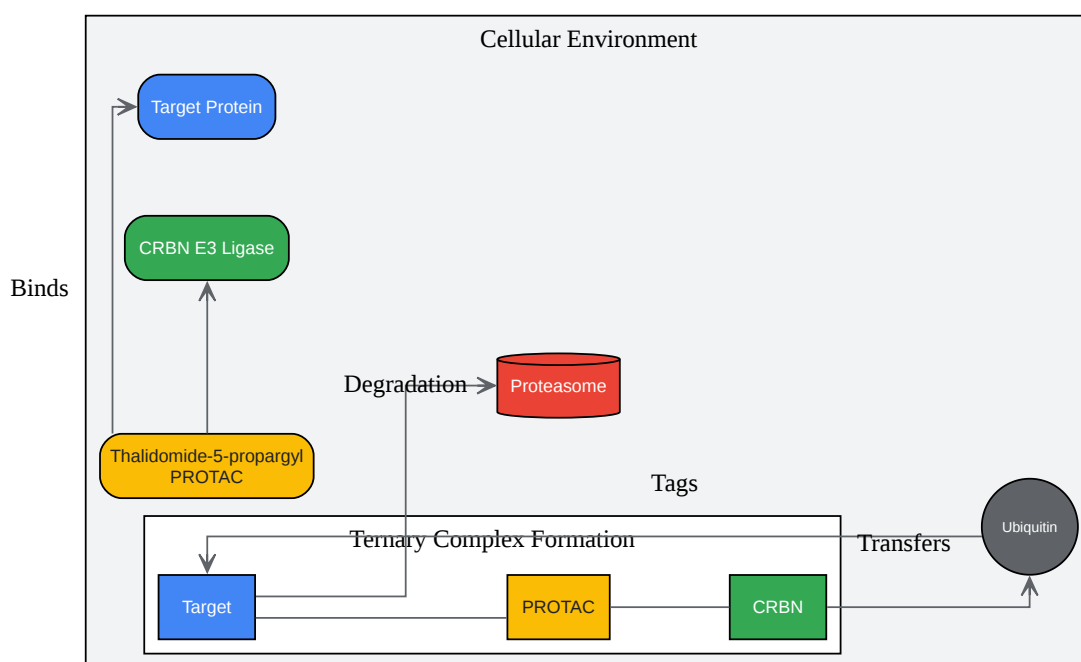 Cellular Environment
Target Protein
CRBN E3 Ligase
Binds
Degradation
Proteasome
Thalidomide-5-propargyl
PROTAC
Tags
Ubiquitin
Ternary Complex Formation
Transfers
Target
PROTAC
CRBN